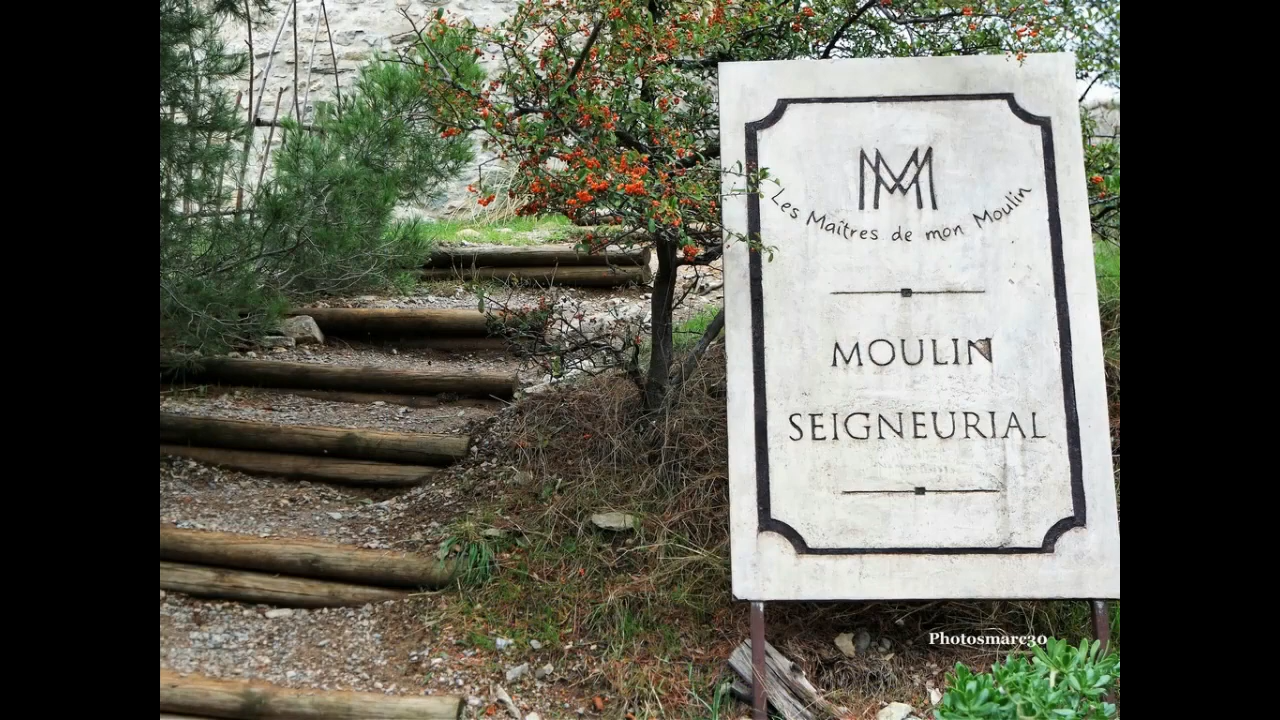 MM
Les Maîtres de mon Moulin
MOULIN
SEIGNEURIAL
Photosmarc30